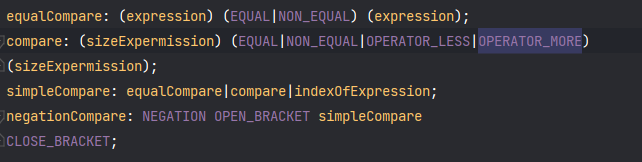 equalCompare: (expression) (EQUAL|NON_EQUAL) (expression);
compare: (sizeExpermission) (EQUAL|NON_EQUAL|OPERATOR_LESS|OPERATOR_MORE)
(sizeExpermission);
simpleCompare: equalCompare|compare|indexOfExpression;
negationCompare: NEGATION OPEN_BRACKET simpleCompare
CLOSE_BRACKET;